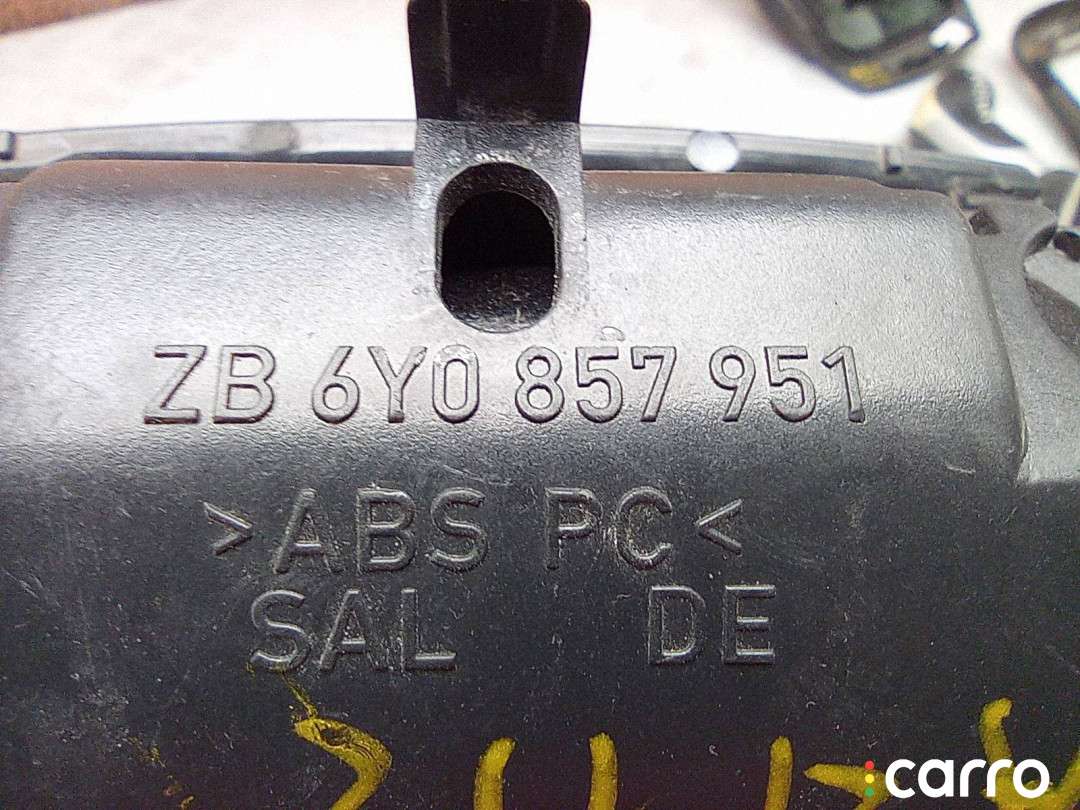 ZB 6Y0 857 951
>ABS PC<
SAL DE
carro